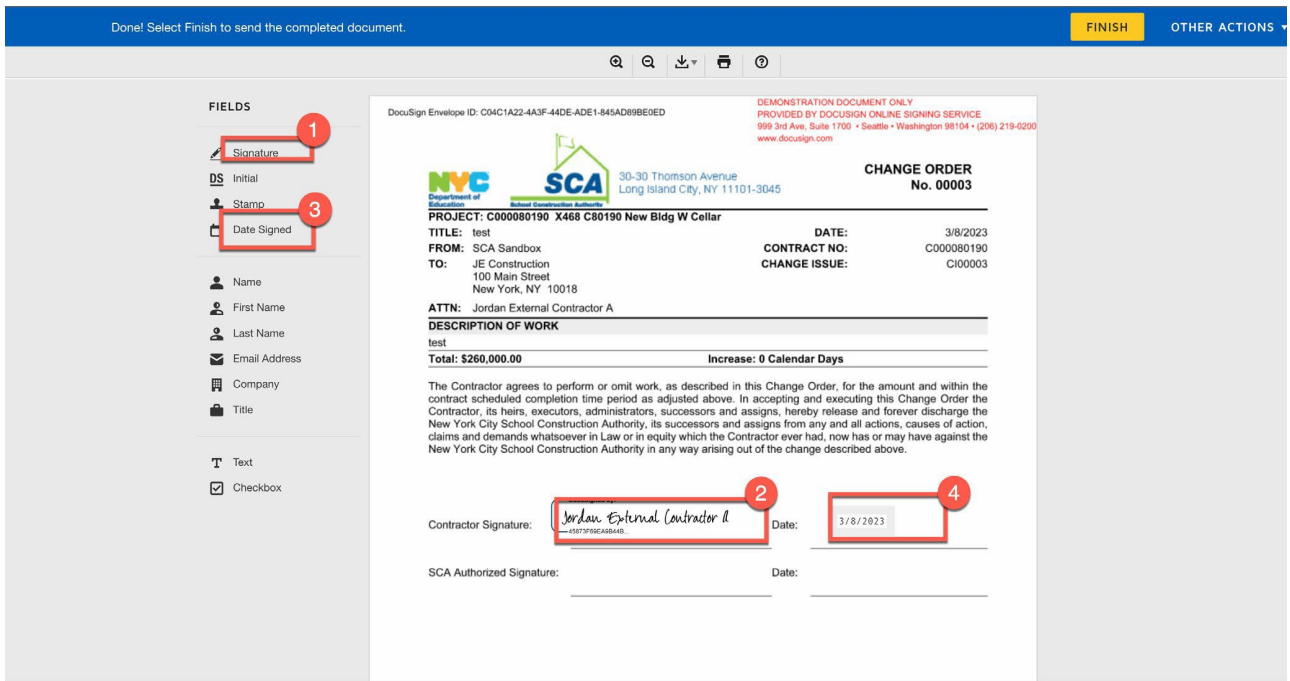 Done! Select Finish to send the completed document.
FINISH
OTHER ACTIONS
FIELDS
1
Signature
DS Initial
Stamp
3
Date Signed
Name
First Name
Last Name
Email Address
Company
Title
T Text
Checkbox
DocuSign Envelope ID: C04C1A22-4A3F-44DE-ADE1-845AD89BE0ED
DEMONSTRATION DOCUMENT ONLY
PROVIDED BY DOCUSIGN ONLINE SIGNING SERVICE
999 3rd Ave, Suite 1700 • Seattle • Washington 98104 • (206) 219-0200
www.docusign.com
NYC
Department of
Education
SCA
School Construction Authority
30-30 Thomson Avenue
Long Island City, NY 11101-3045
CHANGE ORDER
No. 00003
PROJECT: C000080190 X468 C80190 New Bldg W Cellar
TITLE: test DATE: 3/8/2023
FROM: SCA Sandbox CONTRACT NO: C000080190
TO: JE Construction CHANGE ISSUE: CI00003
100 Main Street
New York, NY 10018
ATTN: Jordan External Contractor A
DESCRIPTION OF WORK
test
Total: $260,000.00 Increase: 0 Calendar Days
The Contractor agrees to perform or omit work, as described in this Change Order, for the amount and within the
contract scheduled completion time period as adjusted above. In accepting and executing this Change Order the
Contractor, its heirs, executors, administrators, successors and assigns, hereby release and forever discharge the
New York City School Construction Authority, its successors and assigns from any and all actions, causes of action,
claims and demands whatsoever in Law or in equity which the Contractor ever had, now has or may have against the
New York City School Construction Authority in any way arising out of the change described above.
2
4
Contractor Signature: Jordan External Contractor A Date: 3/8/2023
45873F69EA9B44B...
SCA Authorized Signature: Date: